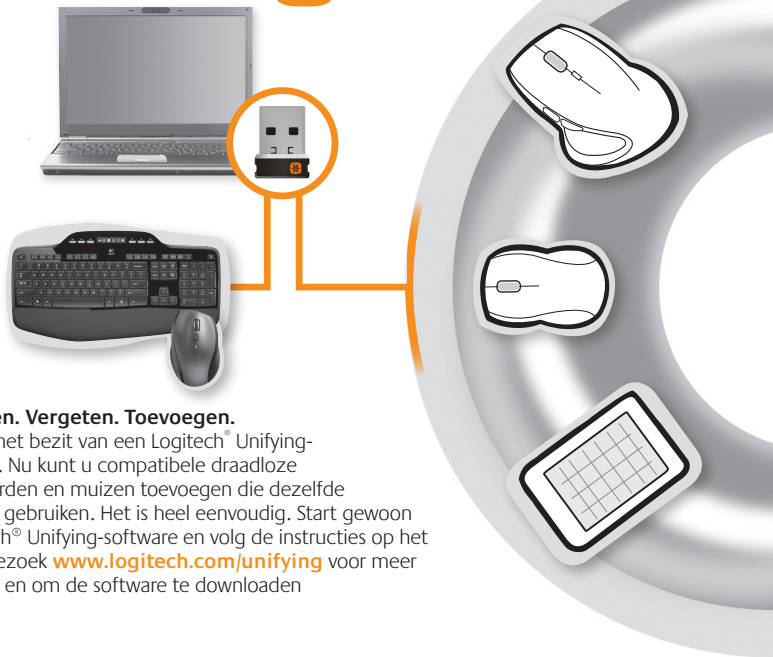 en. Vergeten. Toevoegen.
het bezit van een Logitech® Unifying-
. Nu kunt u compatibele draadloze
rden en muizen toevoegen die dezelfde
gebruiken. Het is heel eenvoudig. Start gewoon
h® Unifying-software en volg de instructies op het
ezoek www.logitech.com/unifying voor meer
en om de software te downloaden